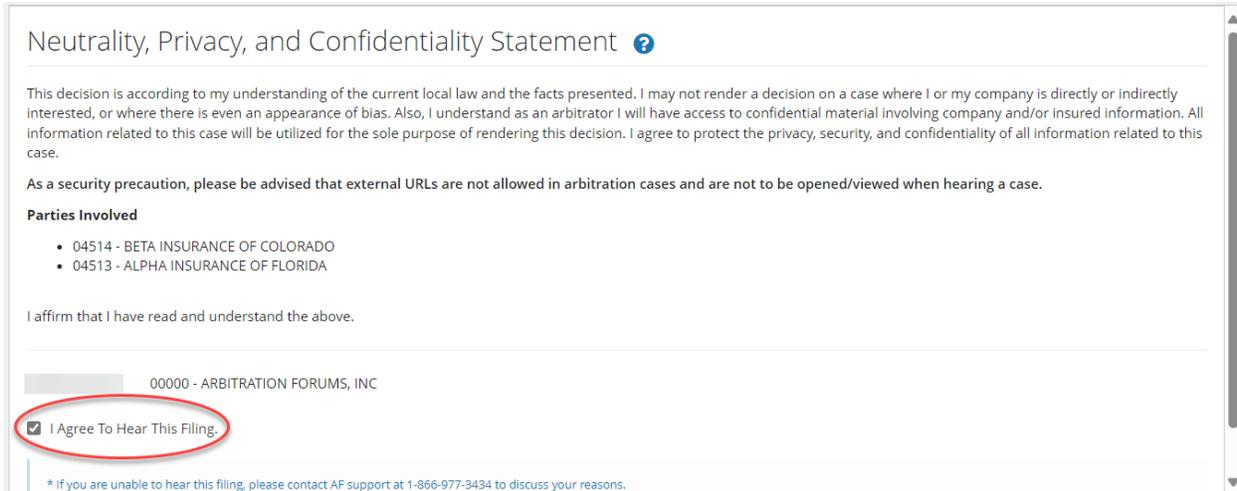 Neutrality, Privacy, and Confidentiality Statement ?
This decision is according to my understanding of the current local law and the facts presented. I may not render a decision on a case where I or my company is directly or indirectly
interested, or where there is even an appearance of bias. Also, I understand as an arbitrator I will have access to confidential material involving company and/or insured information. All
information related to this case will be utilized for the sole purpose of rendering this decision. I agree to protect the privacy, security, and confidentiality of all information related to this
case.
As a security precaution, please be advised that external URLs are not allowed in arbitration cases and are not to be opened/viewed when hearing a case.
Parties Involved
• 04514 - BETA INSURANCE OF COLORADO
• 04513 - ALPHA INSURANCE OF FLORIDA
I affirm that I have read and understand the above.
00000 - ARBITRATION FORUMS, INC
I Agree To Hear This Filing.
* If you are unable to hear this filing, please contact AF support at 1-866-977-3434 to discuss your reasons.